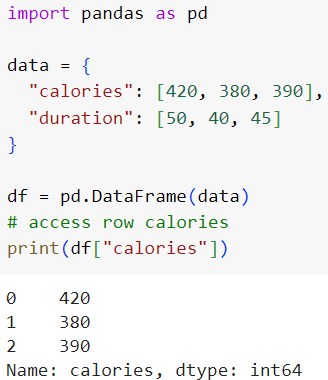 import pandas as pd
data = {
  "calories": [420, 380, 390],
  "duration": [50, 40, 45]
}
df = pd.DataFrame(data)
# access row calories
print(df["calories"])
0    420
1    380
2    390
Name: calories, dtype: int64